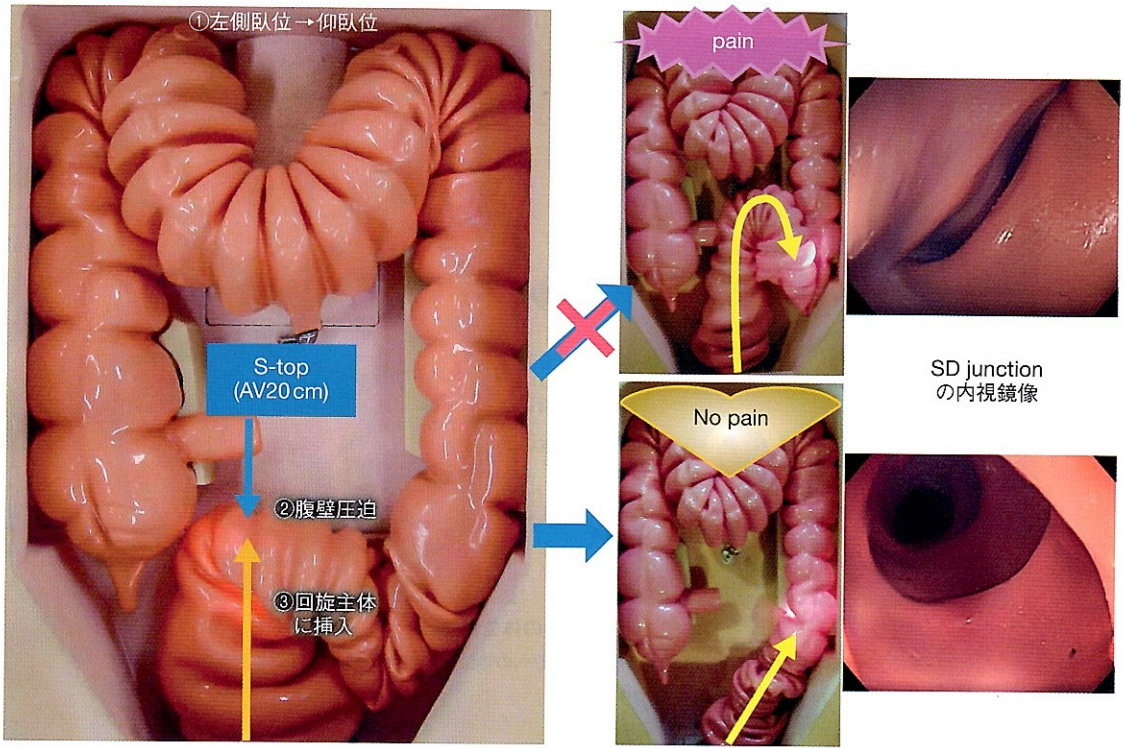 ①左側臥位→仰臥位
S-top
(AV20 cm)
②腹壁圧迫
③回旋主体
に挿入
pain
No pain
SD junction
の内視鏡像